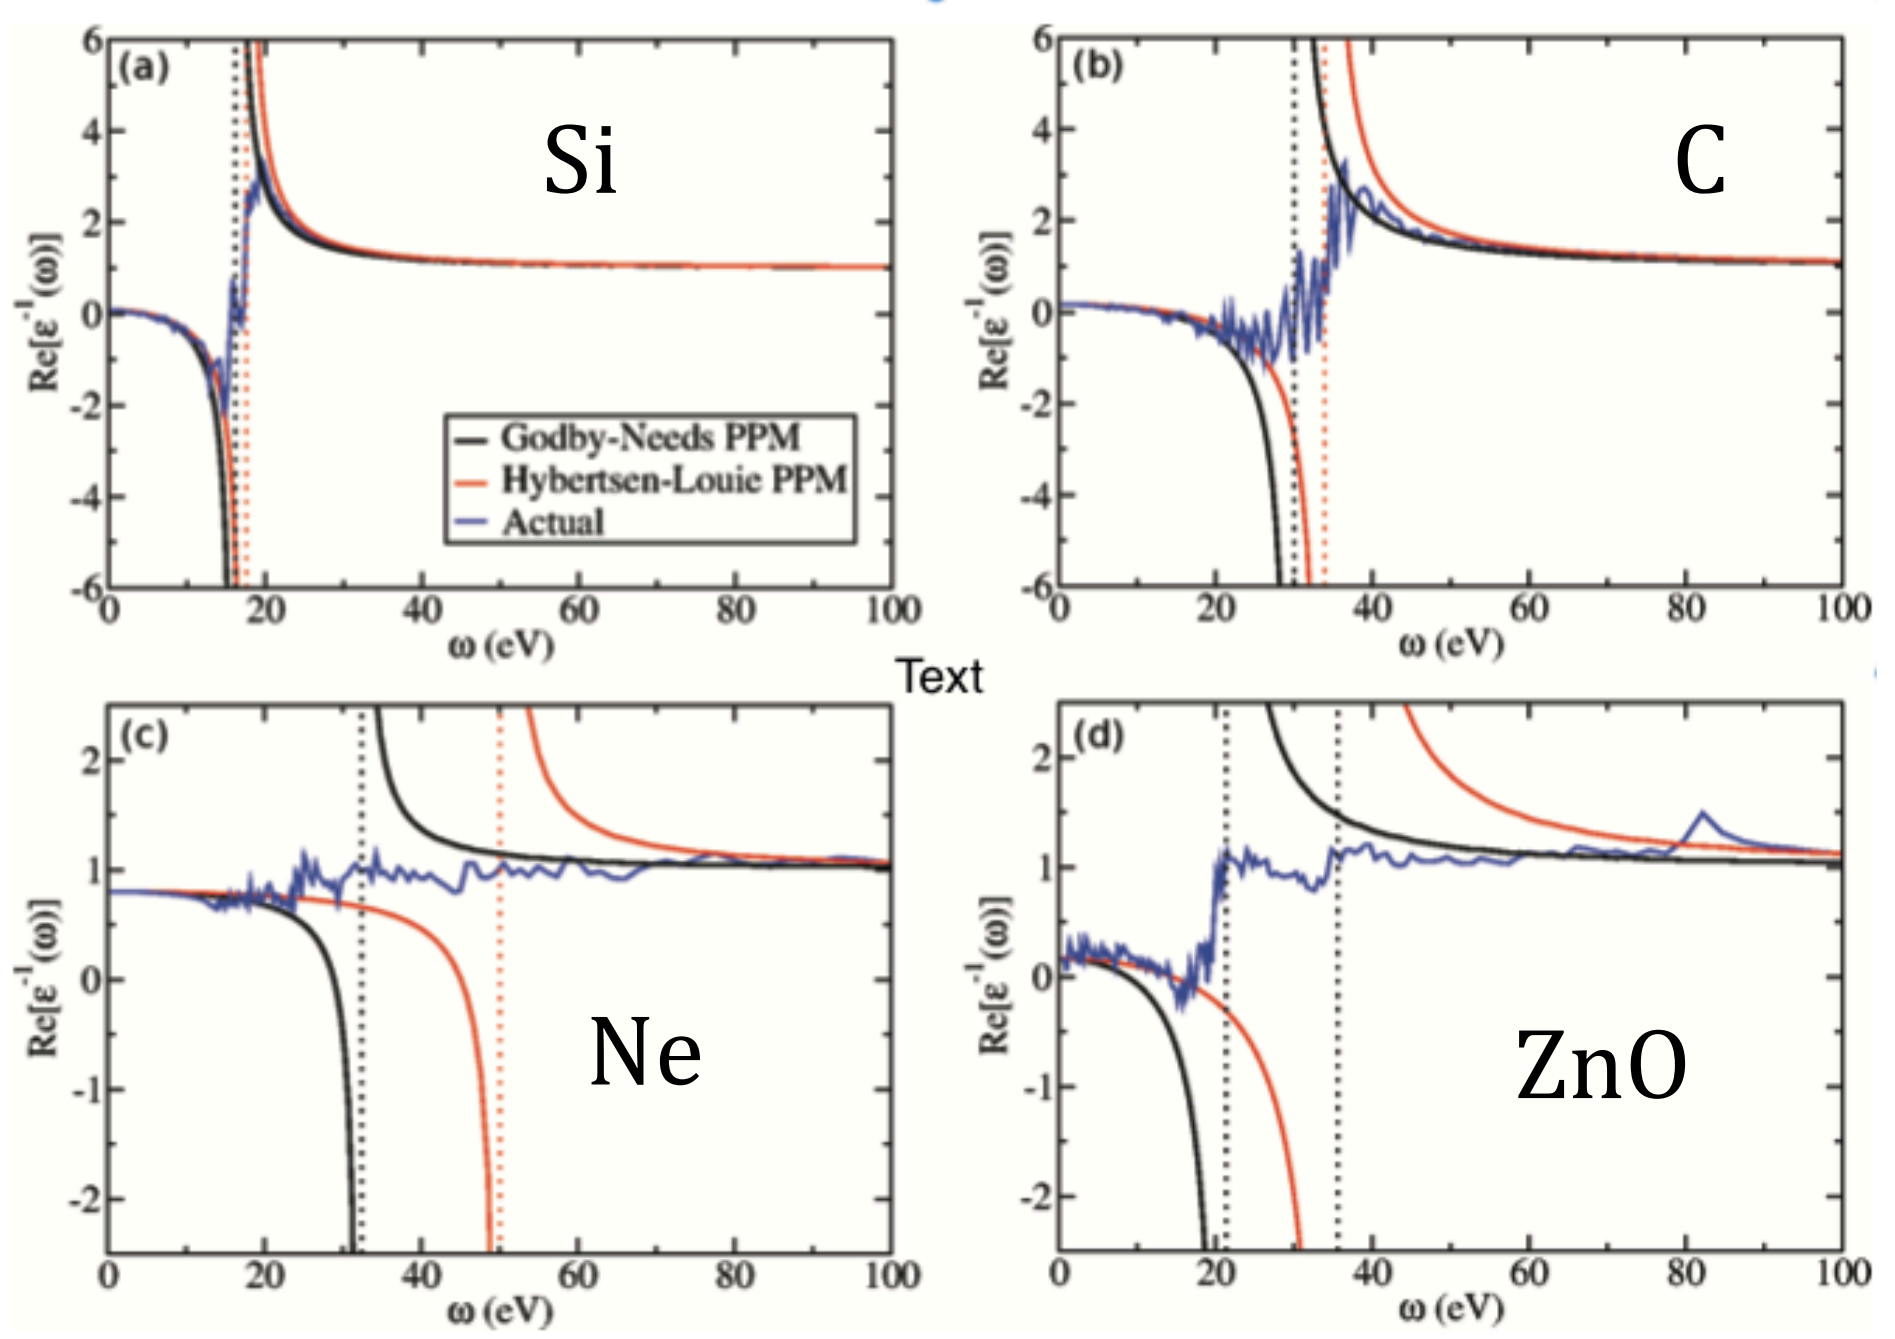 (a)
Si
6
4
2
0
-2
-4
-6
Re[ε⁻¹(ω)]
Godby-Needs PPM
Hybertsen-Louie PPM
Actual
0 20 40 60 80 100
ω (eV)
(b)
C
6
4
2
0
-2
-4
-6
Re[ε⁻¹(ω)]
0 20 40 60 80 100
ω (eV)
Text
(c)
Ne
2
1
0
-1
-2
Re[ε⁻¹(ω)]
0 20 40 60 80 100
ω (eV)
(d)
ZnO
2
1
0
-1
-2
Re[ε⁻¹(ω)]
0 20 40 60 80 100
ω (eV)